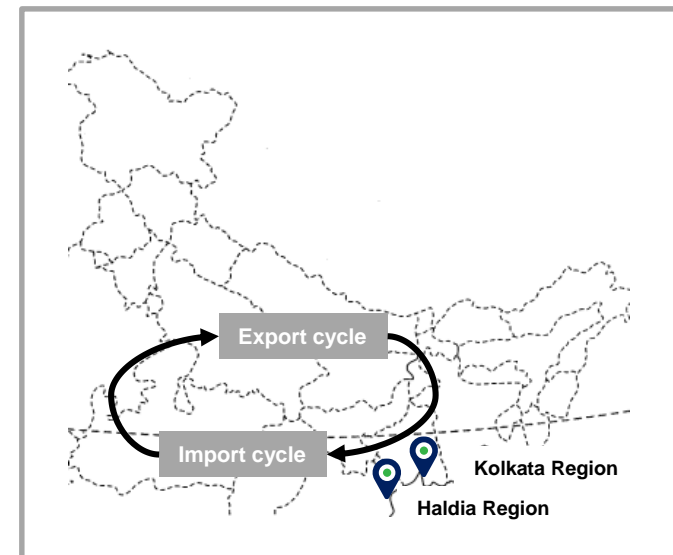 Export cycle
Import cycle
Kolkata Region
Haldia Region